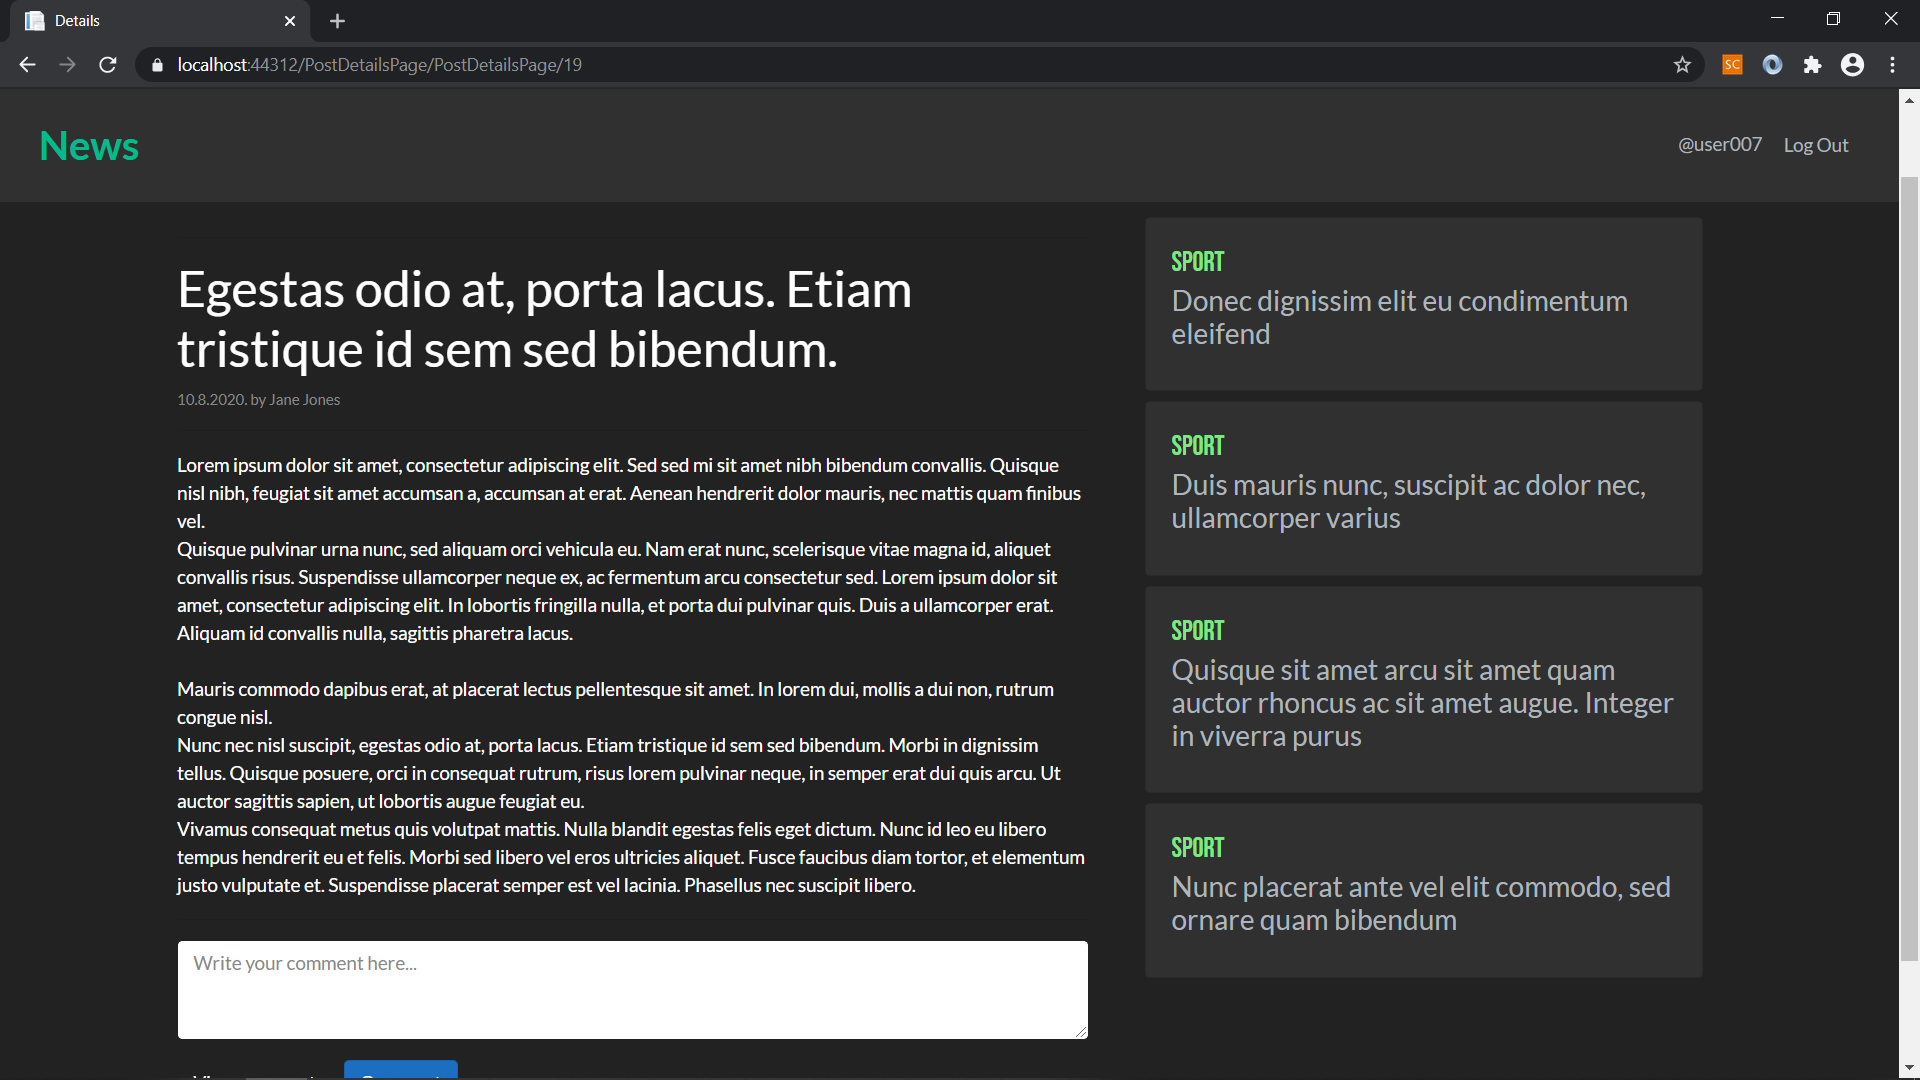 Details
localhost:44312/PostDetailsPage/PostDetailsPage/19
SC
News
@user007 Log Out
Egestas odio at, porta lacus. Etiam
tristique id sem sed bibendum.
10.8.2020. by Jane Jones
Lorem ipsum dolor sit amet, consectetur adipiscing elit. Sed sed mi sit amet nibh bibendum convallis. Quisque
nisl nibh, feugiat sit amet accumsan a, accumsan at erat. Aenean hendrerit dolor mauris, nec mattis quam finibus
vel.
Quisque pulvinar urna nunc, sed aliquam orci vehicula eu. Nam erat nunc, scelerisque vitae magna id, aliquet
convallis risus. Suspendisse ullamcorper neque ex, ac fermentum arcu consectetur sed. Lorem ipsum dolor sit
amet, consectetur adipiscing elit. In lobortis fringilla nulla, et porta dui pulvinar quis. Duis a ullamcorper erat.
Aliquam id convallis nulla, sagittis pharetra lacus.
Mauris commodo dapibus erat, at placerat lectus pellentesque sit amet. In lorem dui, mollis a dui non, rutrum
congue nisl.
Nunc nec nisl suscipit, egestas odio at, porta lacus. Etiam tristique id sem sed bibendum. Morbi in dignissim
tellus. Quisque posuere, orci in consequat rutrum, risus lorem pulvinar neque, in semper erat dui quis arcu. Ut
auctor sagittis sapien, ut lobortis augue feugiat eu.
Vivamus consequat metus quis volutpat mattis. Nulla blandit egestas felis eget dictum. Nunc id leo eu libero
tempus hendrerit eu et felis. Morbi sed libero vel eros ultricies aliquet. Fusce faucibus diam tortor, et elementum
justo vulputate et. Suspendisse placerat semper est vel lacinia. Phasellus nec suscipit libero.
Write your comment here...
SPORT
Donec dignissim elit eu condimentum
eleifend
SPORT
Duis mauris nunc, suscipit ac dolor nec,
ullamcorper varius
SPORT
Quisque sit amet arcu sit amet quam
auctor rhoncus ac sit amet augue. Integer
in viverra purus
SPORT
Nunc placerat ante vel elit commodo, sed
ornare quam bibendum